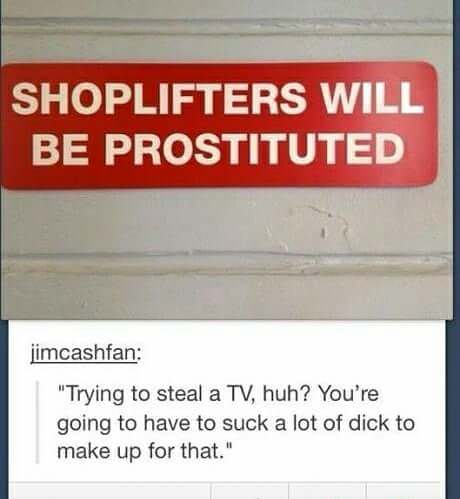 SHOPLIFTERS WILL
BE PROSTITUTED
jimcashfan:
"Trying to steal a TV, huh? You're
going to have to suck a lot of dick to
make up for that."